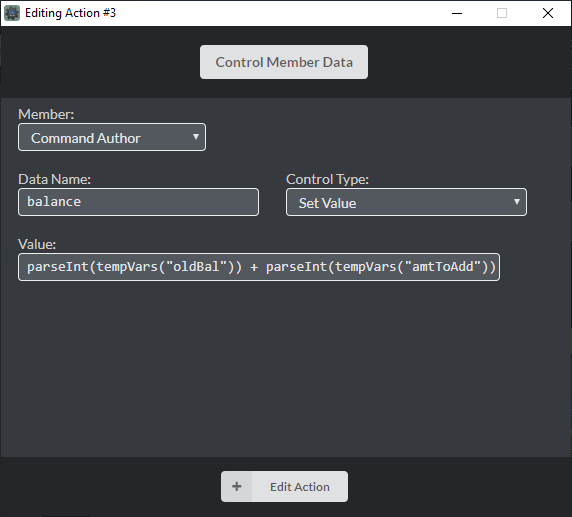 Editing Action #3
Control Member Data
Member:
Command Author
Data Name: Control Type:
balance Set Value
Value:
parseInt(tempVars("oldBal")) + parseInt(tempVars("amtToAdd"))
+ Edit Action